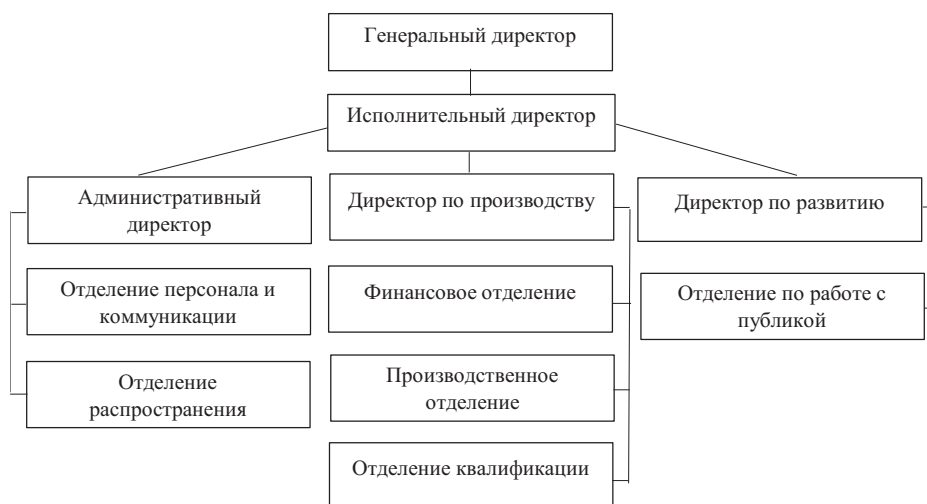 Генеральный директор
Исполнительный директор
Административный
директор
Директор по производству
Директор по развитию
Отделение персонала и
коммуникации
Финансовое отделение
Отделение по работе с
публикой
Отделение
распространения
Производственное
отделение
Отделение квалификации